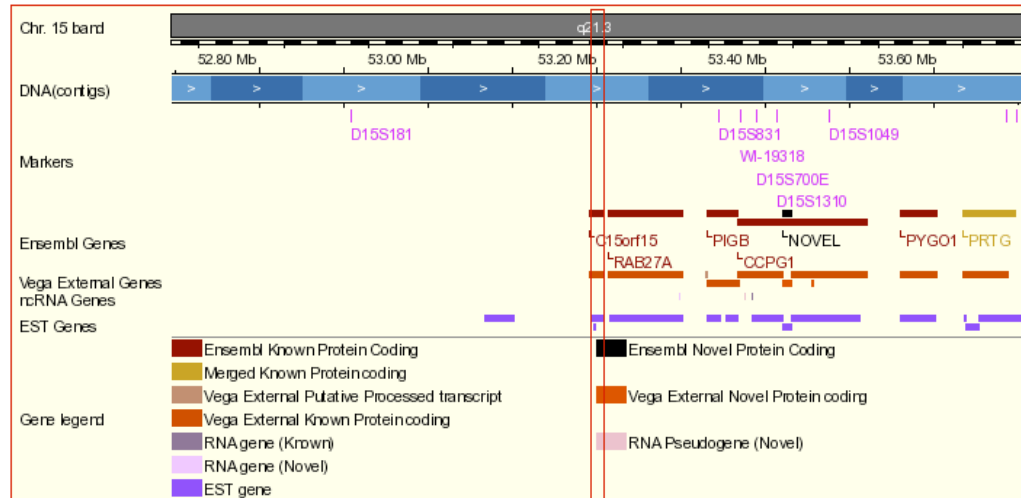 Chr. 15 band q21.3
52.80 Mb 53.00 Mb 53.20 Mb 53.40 Mb 53.60 Mb
DNA(contigs) > > > > > > > > >
D15S181 D15S831 D15S1049
Markers WI-19318
D15S700E
D15S1310
Ensembl Genes C15orf15 PIGB NOVEL PYGO1 PRTG
RAB27A CCPG1
Vega External Genes
ncRNA Genes
EST Genes
Ensembl Known Protein Coding Ensembl Novel Protein Coding
Merged Known Protein coding
Vega External Putative Processed transcript Vega External Novel Protein coding
Gene legend Vega External Known Protein coding
RNA gene (Known) RNA Pseudogene (Novel)
RNA gene (Novel)
EST gene